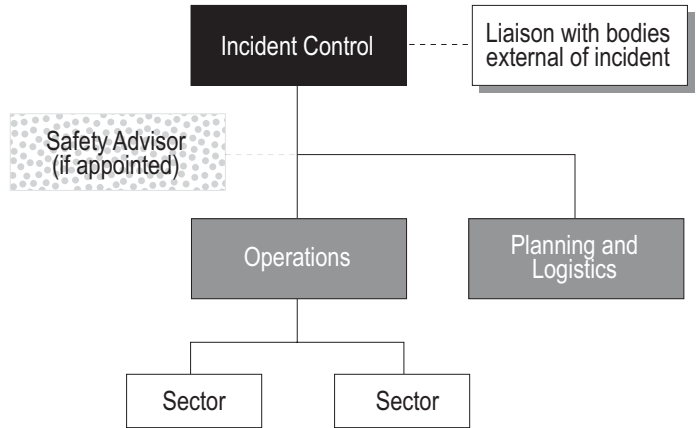 Incident Control
Liaison with bodies
external of incident
Safety Advisor
(if appointed)
Operations
Planning and
Logistics
Sector
Sector